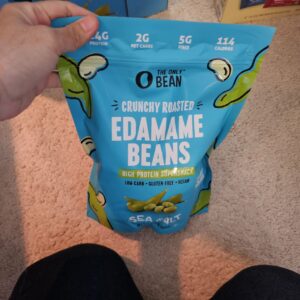 14G 2G 5G 114
PROTEIN NET CARBS FIBER CALORIES
THE ONLY
BEAN
CRUNCHY ROASTED
EDAMAME
BEANS
HIGH PROTEIN SUPERSNACK
LOW CARB • GLUTEN FREE • VEGAN
SEA SALT